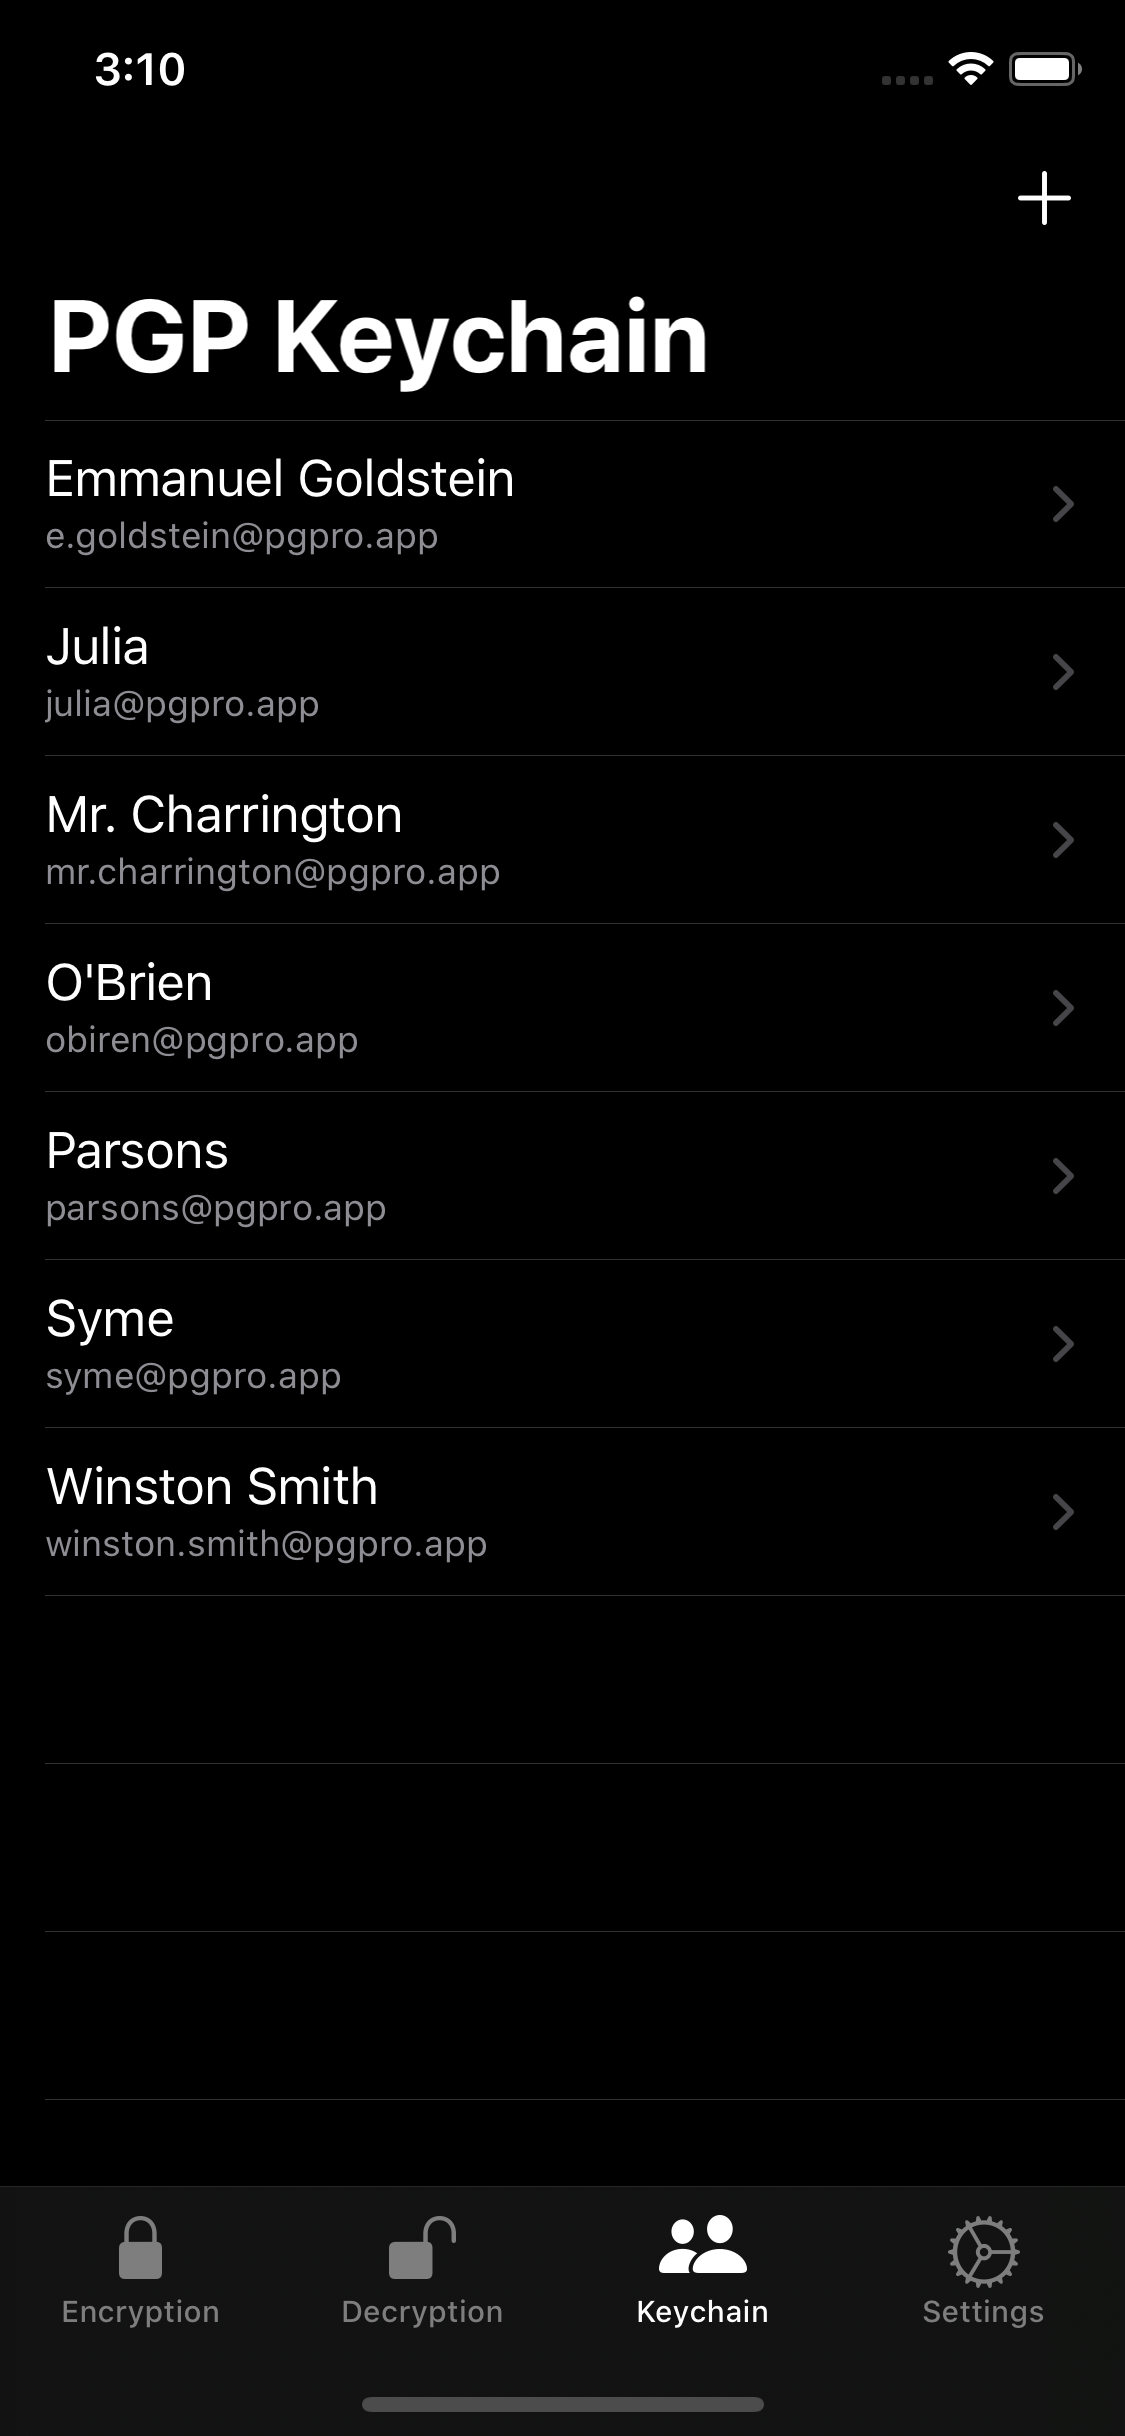 3:10
PGP Keychain
Emmanuel Goldstein
e.goldstein@pgpro.app
Julia
julia@pgpro.app
Mr. Charrington
mr.charrington@pgpro.app
O'Brien
obiren@pgpro.app
Parsons
parsons@pgpro.app
Syme
syme@pgpro.app
Winston Smith
winston.smith@pgpro.app
Encryption
Decryption
Keychain
Settings